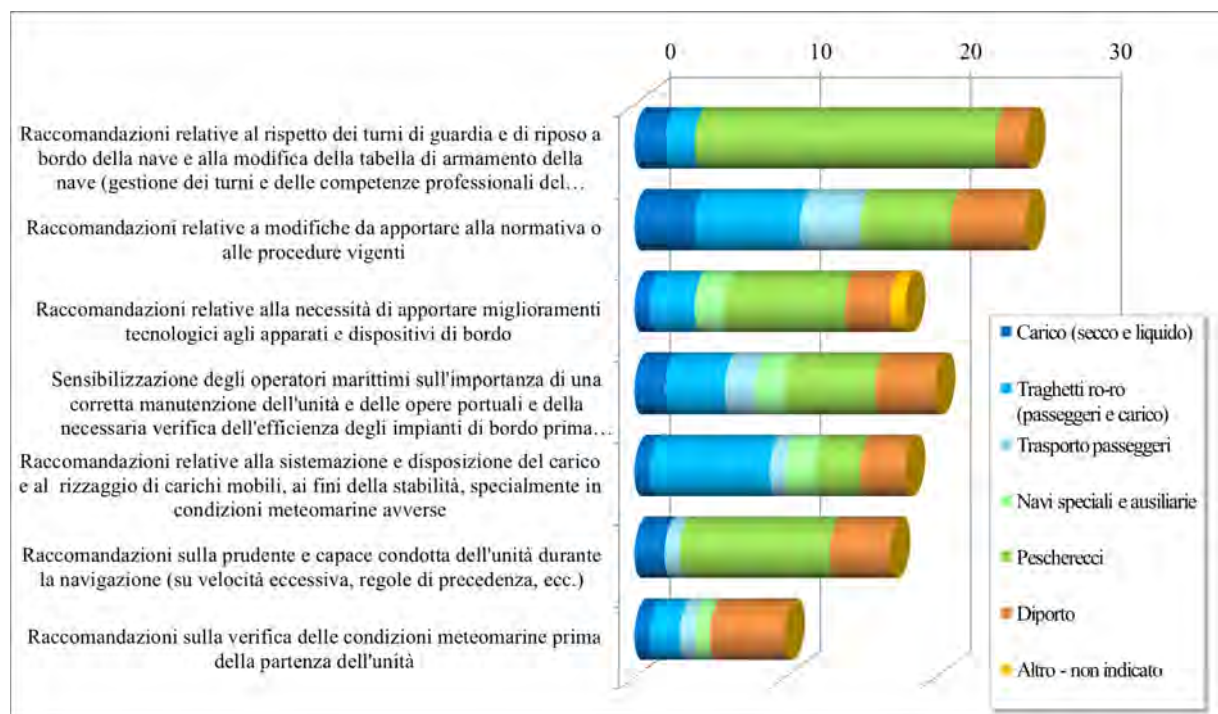 0 10 20 30
Raccomandazioni relative al rispetto dei turni di guardia e di riposo a
bordo della nave e alla modifica della tabella di armamento della
nave (gestione dei turni e delle competenze professionali del…
Raccomandazioni relative a modifiche da apportare alla normativa o
alle procedure vigenti
Raccomandazioni relative alla necessità di apportare miglioramenti
tecnologici agli apparati e dispositivi di bordo
Sensibilizzazione degli operatori marittimi sull'importanza di una
corretta manutenzione dell'unità e delle opere portuali e della
necessaria verifica dell'efficienza degli impianti di bordo prima…
Raccomandazioni relative alla sistemazione e disposizione del carico
e al rizzaggio di carichi mobili, ai fini della stabilità, specialmente in
condizioni meteomarine avverse
Raccomandazioni sulla prudente e capace condotta dell'unità durante
la navigazione (su velocità eccessiva, regole di precedenza, ecc.)
Raccomandazioni sulla verifica delle condizioni meteomarine prima
della partenza dell'unità
Carico (secco e liquido)
Traghetti ro-ro
(passeggeri e carico)
Trasporto passeggeri
Navi speciali e ausiliarie
Pescherecci
Diporto
Altro - non indicato